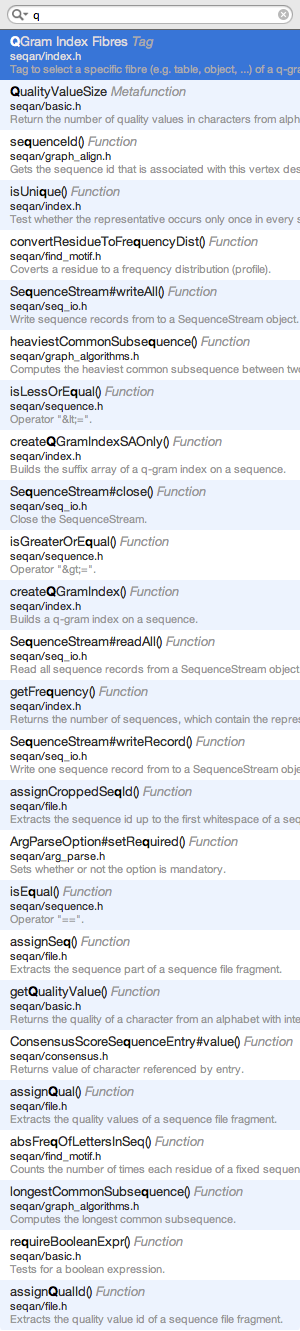 q
QGram Index Fibres Tag
seqan/index.h
Tag to select a specific fibre (e.g. table, object, ...) of a q-gra
QualityValueSize Metafunction
seqan/basic.h
Return the number of quality values in characters from alph
sequenceId() Function
seqan/graph_align.h
Gets the sequence id that is associated with this vertex des
isUnique() Function
seqan/index.h
Test whether the representative occurs only once in every s
convertResidueToFrequencyDist() Function
seqan/find_motif.h
Coverts a residue to a frequency distribution (profile).
SequenceStream#writeAll() Function
seqan/seq_io.h
Write sequence records from to a SequenceStream object.
heaviestCommonSubsequence() Function
seqan/graph_algorithms.h
Computes the heaviest common subsequence between two
isLessOrEqual() Function
seqan/sequence.h
Operator "&lt;=".
createQGramIndexSAOnly() Function
seqan/index.h
Builds the suffix array of a q-gram index on a sequence.
SequenceStream#close() Function
seqan/seq_io.h
Close the SequenceStream.
isGreaterOrEqual() Function
seqan/sequence.h
Operator "&gt;=".
createQGramIndex() Function
seqan/index.h
Builds a q-gram index on a sequence.
SequenceStream#readAll() Function
seqan/seq_io.h
Read all sequence records from a SequenceStream object
getFrequency() Function
seqan/index.h
Returns the number of sequences, which contain the repres
SequenceStream#writeRecord() Function
seqan/seq_io.h
Write one sequence record from to a SequenceStream obje
assignCroppedSeqId() Function
seqan/file.h
Extracts the sequence id up to the first whitespace of a seq
ArgParseOption#setRequired() Function
seqan/arg_parse.h
Sets whether or not the option is mandatory.
isEqual() Function
seqan/sequence.h
Operator "==".
assignSeq() Function
seqan/file.h
Extracts the sequence part of a sequence file fragment.
getQualityValue() Function
seqan/basic.h
Returns the quality of a character from an alphabet with inte
ConsensusScoreSequenceEntry#value() Function
seqan/consensus.h
Returns value of character referenced by entry.
assignQual() Function
seqan/file.h
Extracts the quality values of a sequence file fragment.
absFreqOfLettersInSeq() Function
seqan/find_motif.h
Counts the number of times each residue of a fixed sequen
longestCommonSubsequence() Function
seqan/graph_algorithms.h
Computes the longest common subsequence.
requireBooleanExpr() Function
seqan/basic.h
Tests for a boolean expression.
assignQualId() Function
seqan/file.h
Extracts the quality value id of a sequence file fragment.